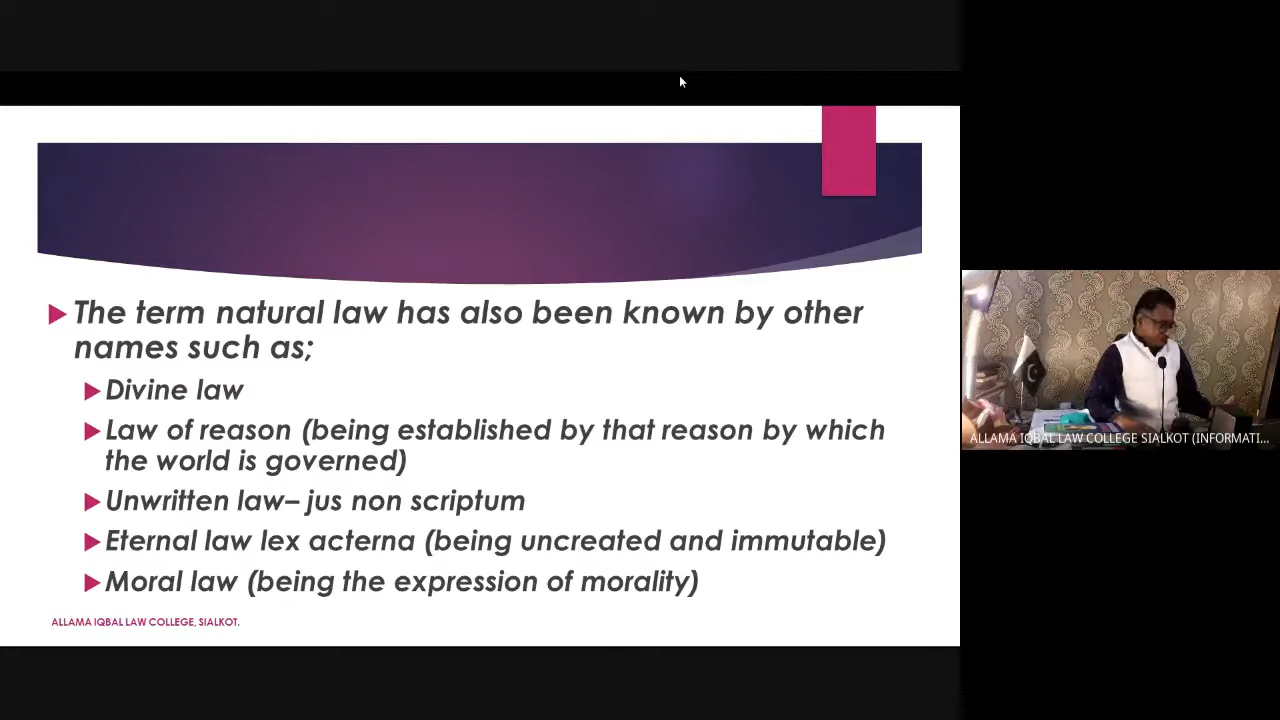 The term natural law has also been known by other
names such as;
Divine law
Law of reason (being established by that reason by which
the world is governed)
Unwritten law– jus non scriptum
Eternal law lex acterna (being uncreated and immutable)
Moral law (being the expression of morality)
ALLAMA IQBAL LAW COLLEGE, SIALKOT.
ALLAMA IQBAL LAW COLLEGE SIALKOT (INFORMATI...